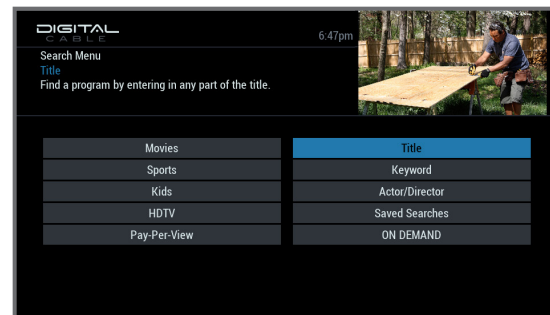 DIGITAL
CABLE
6:47pm
Search Menu
Title
Find a program by entering in any part of the title.
Movies
Title
Sports
Keyword
Kids
Actor/Director
HDTV
Saved Searches
Pay-Per-View
ON DEMAND